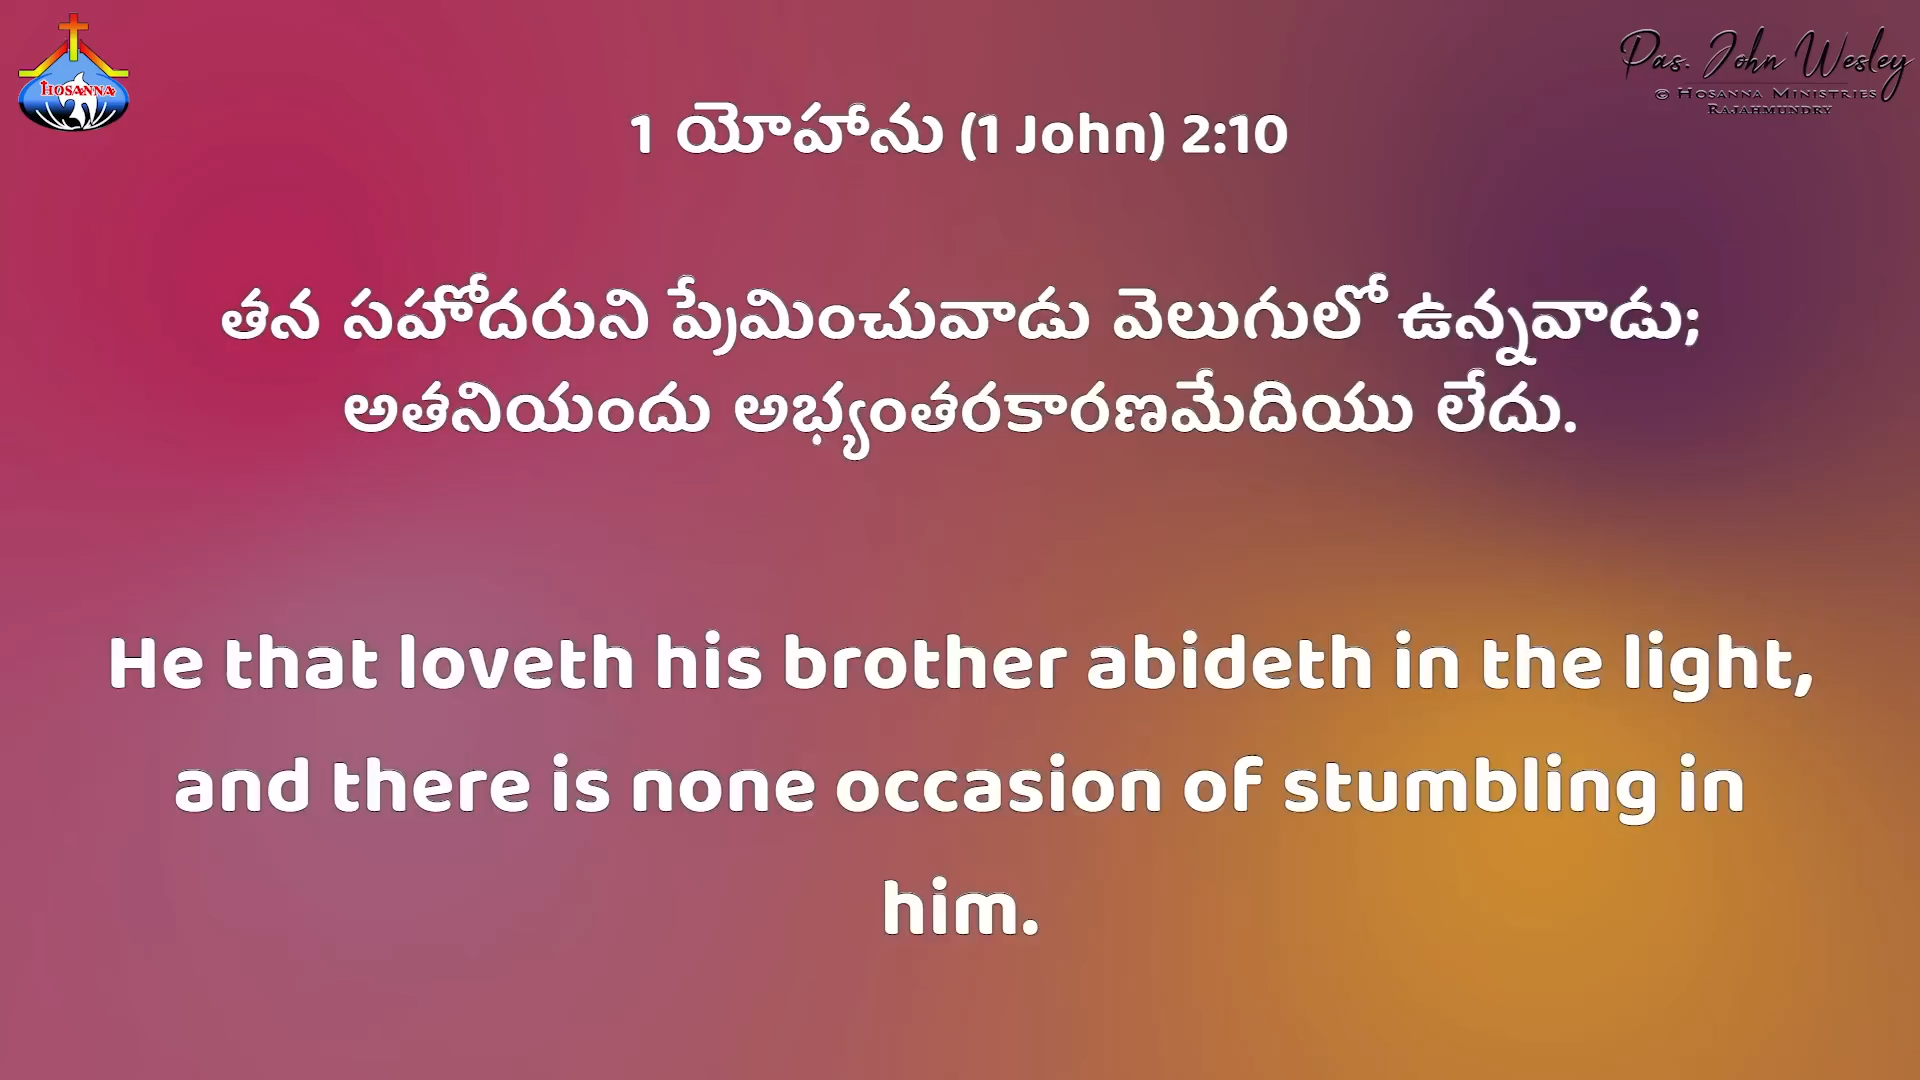 HOSANNA
Pas. John Wesley
© HOSANNA MINISTRIES
RAJAHMUNDRY
1 యోహాను (1 John) 2:10
తన సహోదరుని ప్రేమించువాడు వెలుగులో ఉన్నవాడు;
అతనియందు అభ్యంతరకారణమేదియు లేదు.
He that loveth his brother abideth in the light,
and there is none occasion of stumbling in
him.